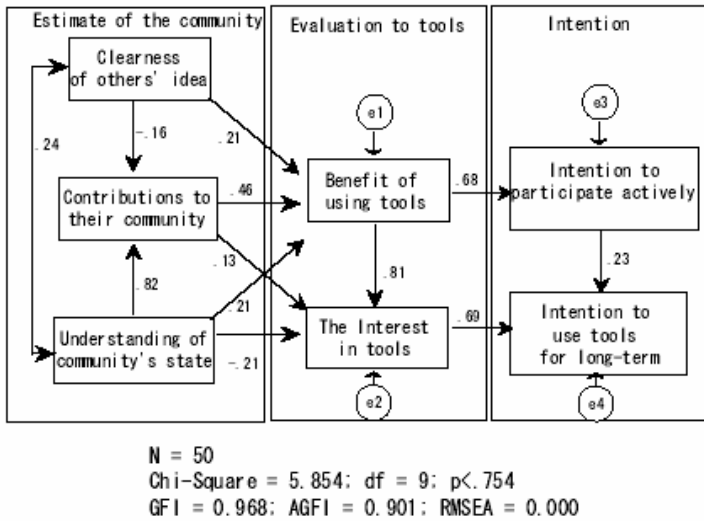 Estimate of the community
Evaluation to tools
Intention
Clearness
of others' idea
e1
e3
.24
-.16
.21
Contributions to
their community
.46
Benefit of
using tools
.68
Intention to
participate actively
.82
.13
.21
.81
.23
Understanding of
community's state
-.21
The Interest
in tools
.69
Intention to
use tools
for long-term
e2
e4
N = 50
Chi-Square = 5.854; df = 9; p<.754
GFI = 0.968; AGFI = 0.901; RMSEA = 0.000